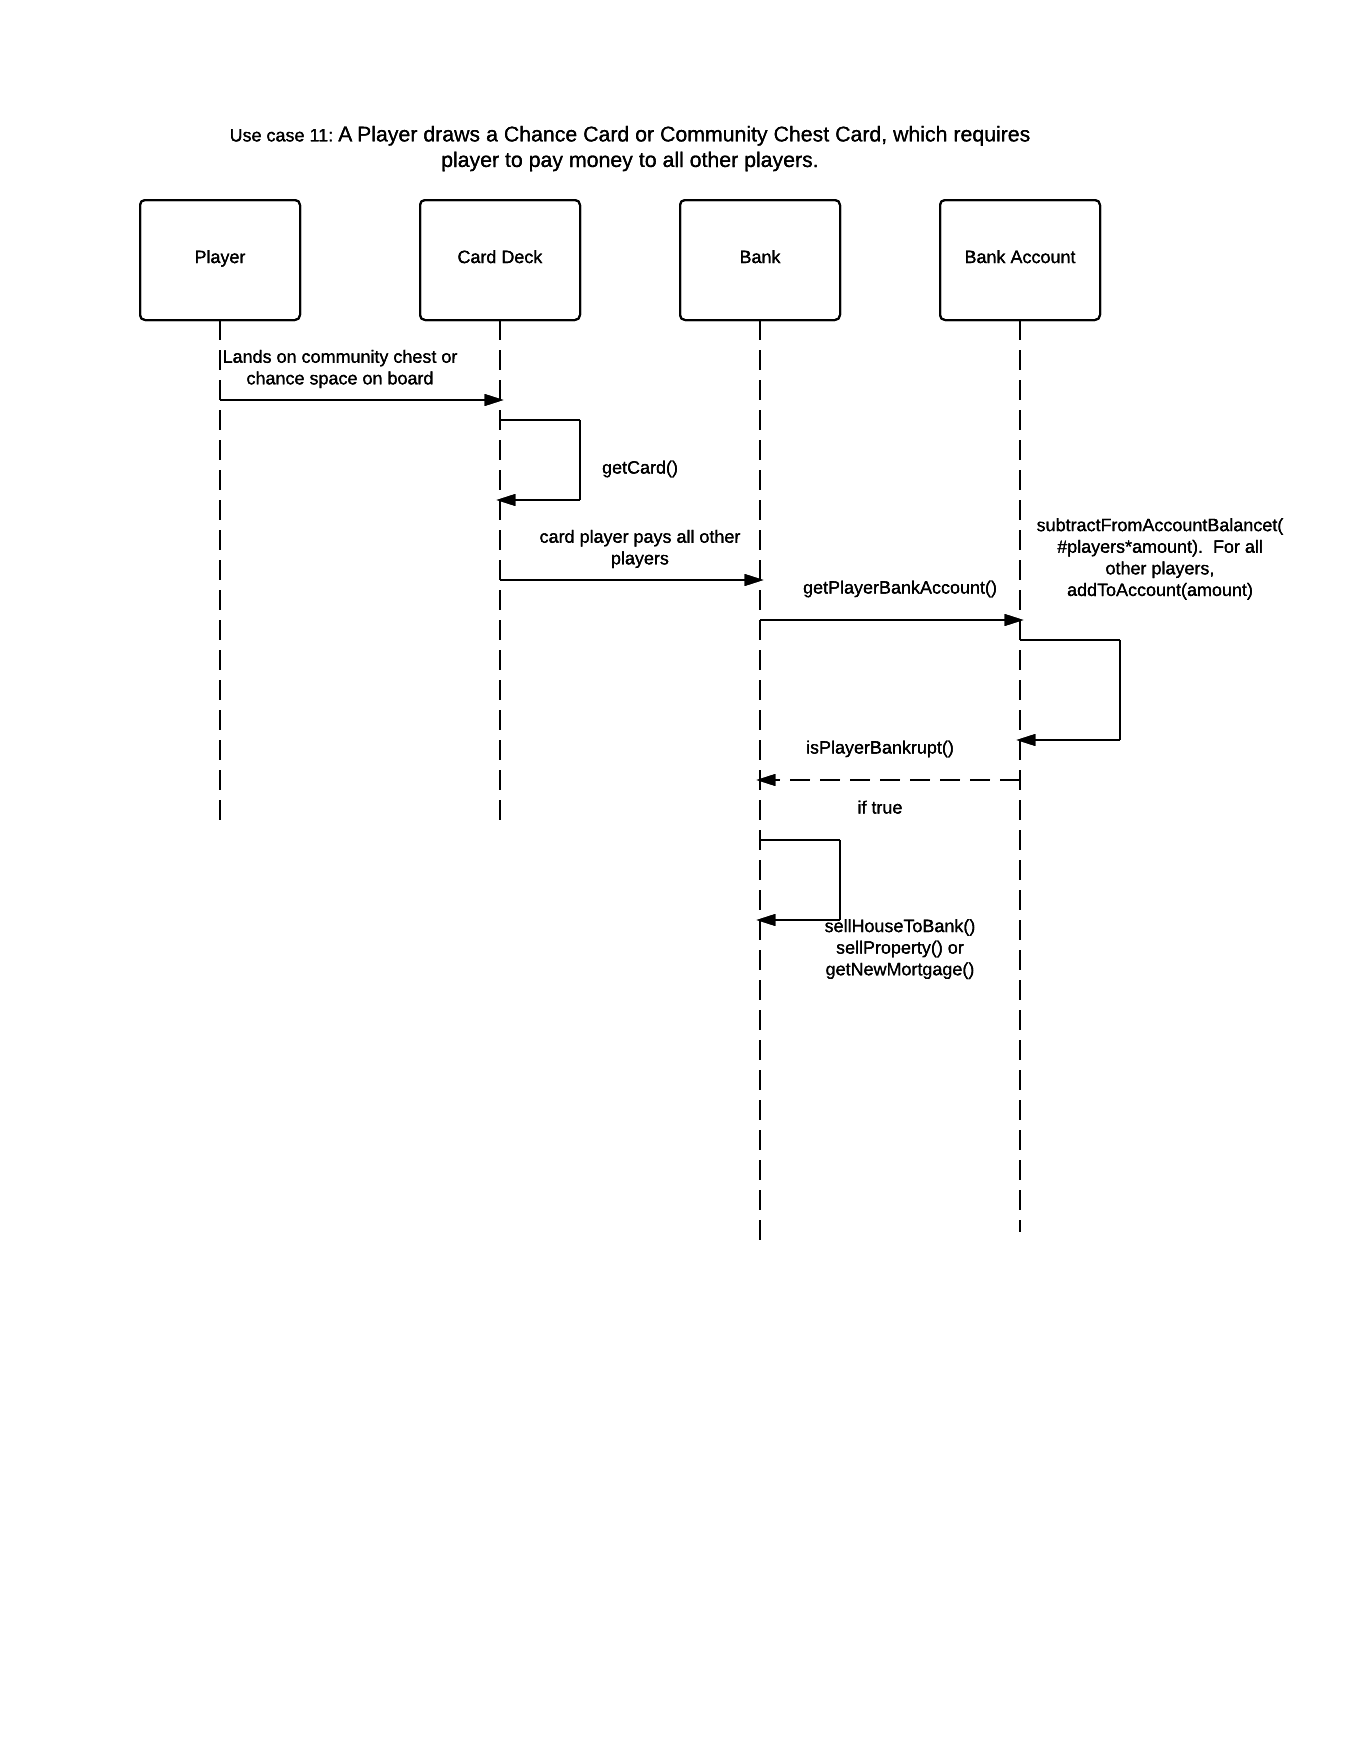 Use case 11: A Player draws a Chance Card or Community Chest Card, which requires
player to pay money to all other players.
Player
Card Deck
Bank
Bank Account
Lands on community chest or
chance space on board
getCard()
card player pays all other
players
getPlayerBankAccount()
subtractFromAccountBalancet(
#players*amount).  For all
other players,
addToAccount(amount)
isPlayerBankrupt()
if true
sellHouseToBank()
sellProperty() or
getNewMortgage()